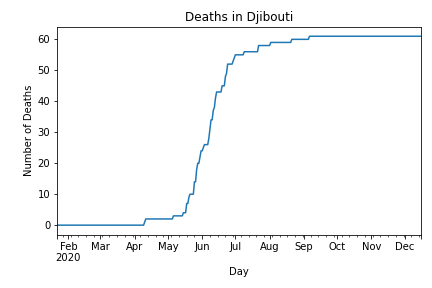 Deaths in Djibouti
Number of Deaths
60
50
40
30
20
10
0
Feb Mar Apr May Jun Jul Aug Sep Oct Nov Dec
2020
Day